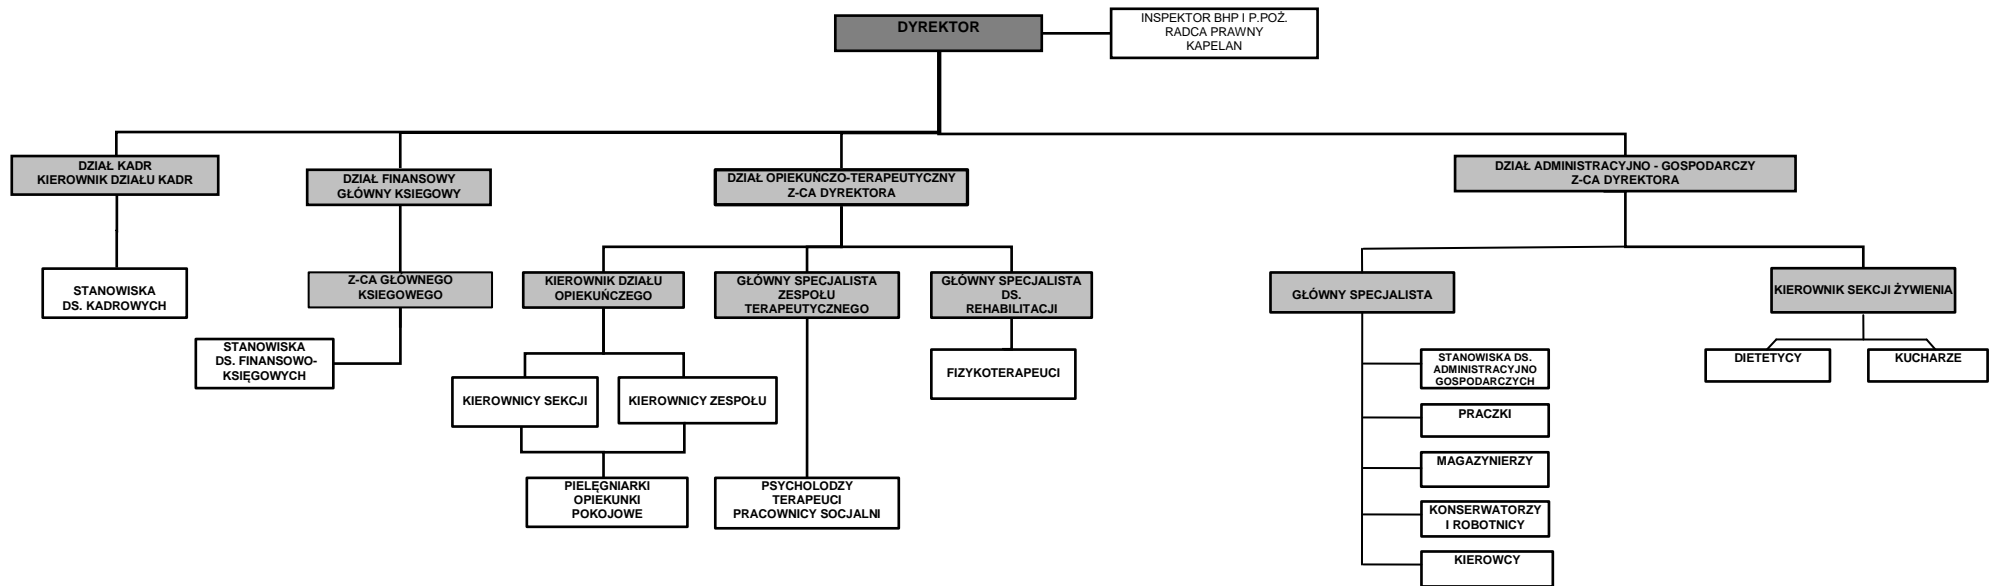 DYREKTOR
INSPEKTOR BHP I P.POŻ.
RADCA PRAWNY
KAPELAN
DZIAŁ KADR
KIEROWNIK DZIAŁU KADR
DZIAŁ FINANSOWY
GŁÓWNY KSIEGOWY
DZIAŁ OPIEKUŃCZO-TERAPEUTYCZNY
Z-CA DYREKTORA
DZIAŁ ADMINISTRACYJNO - GOSPODARCZY
Z-CA DYREKTORA
STANOWISKA
DS. KADROWYCH
Z-CA GŁÓWNEGO
KSIEGOWEGO
KIEROWNIK DZIAŁU
OPIEKUŃCZEGO
GŁÓWNY SPECJALISTA
ZESPOŁU
TERAPEUTYCZNEGO
GŁÓWNY SPECJALISTA
DS.
REHABILITACJI
GŁÓWNY SPECJALISTA
KIEROWNIK SEKCJI ŻYWIENIA
STANOWISKA
DS. FINANSOWO-
KSIĘGOWYCH
KIEROWNICY SEKCJI
KIEROWNICY ZESPOŁU
FIZYKOTERAPEUCI
STANOWISKA DS.
ADMINISTRACYJNO
GOSPODARCZYCH
DIETETYCY
KUCHARZE
PRACZKI
MAGAZYNIERZY
PIELĘGNIARKI
OPIEKUNKI
POKOJOWE
PSYCHOLODZY
TERAPEUCI
PRACOWNICY SOCJALNI
KONSERWATORZY
I ROBOTNICY
KIEROWCY